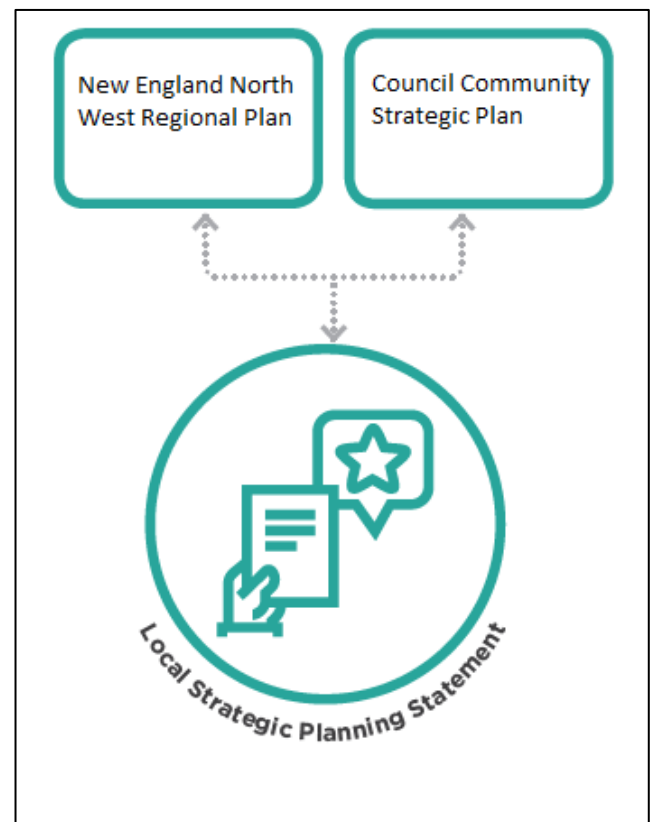 New England North
West Regional Plan
Council Community
Strategic Plan
Local Strategic Planning Statement